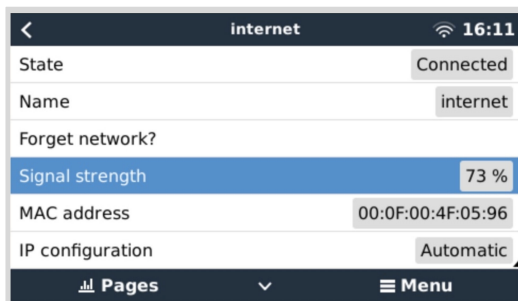 internet 16:11
State Connected
Name internet
Forget network?
Signal strength 73 %
MAC address 00:0F:00:4F:05:96
IP configuration Automatic
Pages Menu